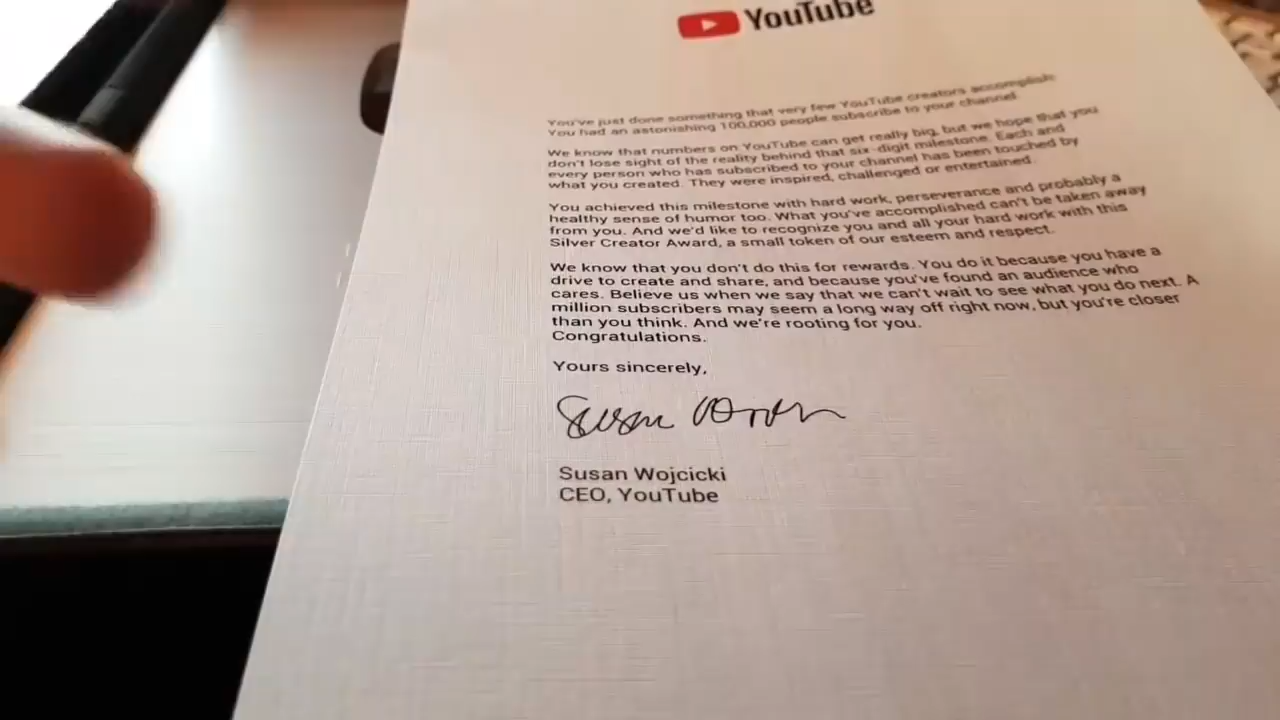 YouTube
You've just done something that very few YouTube creators accomplish:
You had an astonishing 100,000 people subscribe to your channel.
We know that numbers on YouTube can get really big, but we hope that you
don't lose sight of the reality behind that six-digit milestone. Each and
every person who has subscribed to your channel has been touched by
what you created. They were inspired, challenged or entertained.
You achieved this milestone with hard work, perseverance and probably a
healthy sense of humor too. What you've accomplished can't be taken away
from you. And we'd like to recognize you and all your hard work with this
Silver Creator Award, a small token of our esteem and respect.
We know that you don't do this for rewards. You do it because you have a
drive to create and share, and because you've found an audience who
cares. Believe us when we say that we can't wait to see what you do next. A
million subscribers may seem a long way off right now, but you're closer
than you think. And we're rooting for you.
Congratulations.
Yours sincerely,
Susan Wojcicki
CEO, YouTube